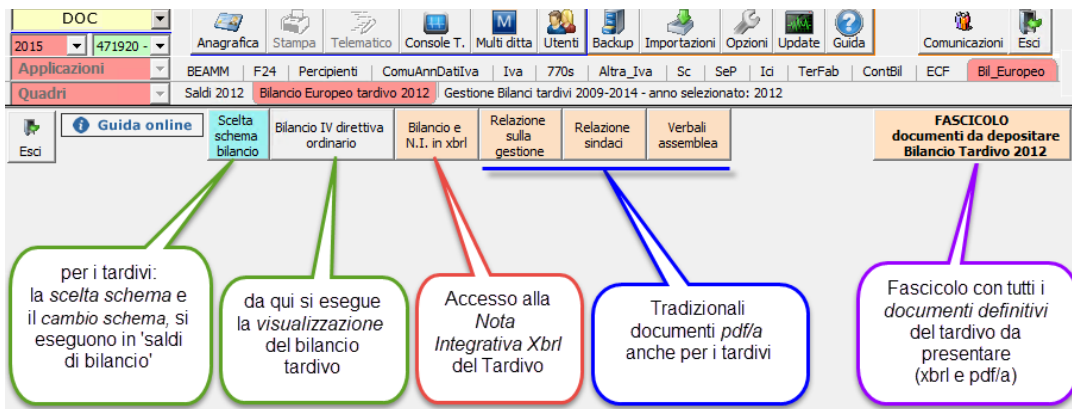 DOC
2015 471920 -
Anagrafica Stampa Telematico Console T. Multi ditta Utenti Backup Importazioni Opzioni Update Guida Comunicazioni Esci
Applicazioni
BEAMM F24 Percipienti ComuAnnDatiIva Iva 770s Altra_Iva Sc SeP Ici TerFab ContBil ECF Bil_Europeo
Quadri
Saldi 2012 Bilancio Europeo tardivo 2012 Gestione Bilanci tardivi 2009-2014 - anno selezionato: 2012
Esci
i Guida online
Scelta
schema
bilancio
Bilancio IV direttiva
ordinario
Bilancio e
N.I. in xbrl
Relazione
sulla
gestione
Relazione
sindaci
Verbali
assemblea
FASCICOLO
documenti da depositare
Bilancio Tardivo 2012
per i tardivi:
la scelta schema e
il cambio schema, si
eseguono in 'saldi
di bilancio'
da qui si esegue
la visualizzazione
del bilancio
tardivo
Accesso alla
Nota
Integrativa Xbrl
del Tardivo
Tradizionali
documenti pdf/a
anche per i tardivi
Fascicolo con tutti i
documenti definitivi
del tardivo da
presentare
(xbrl e pdf/a)